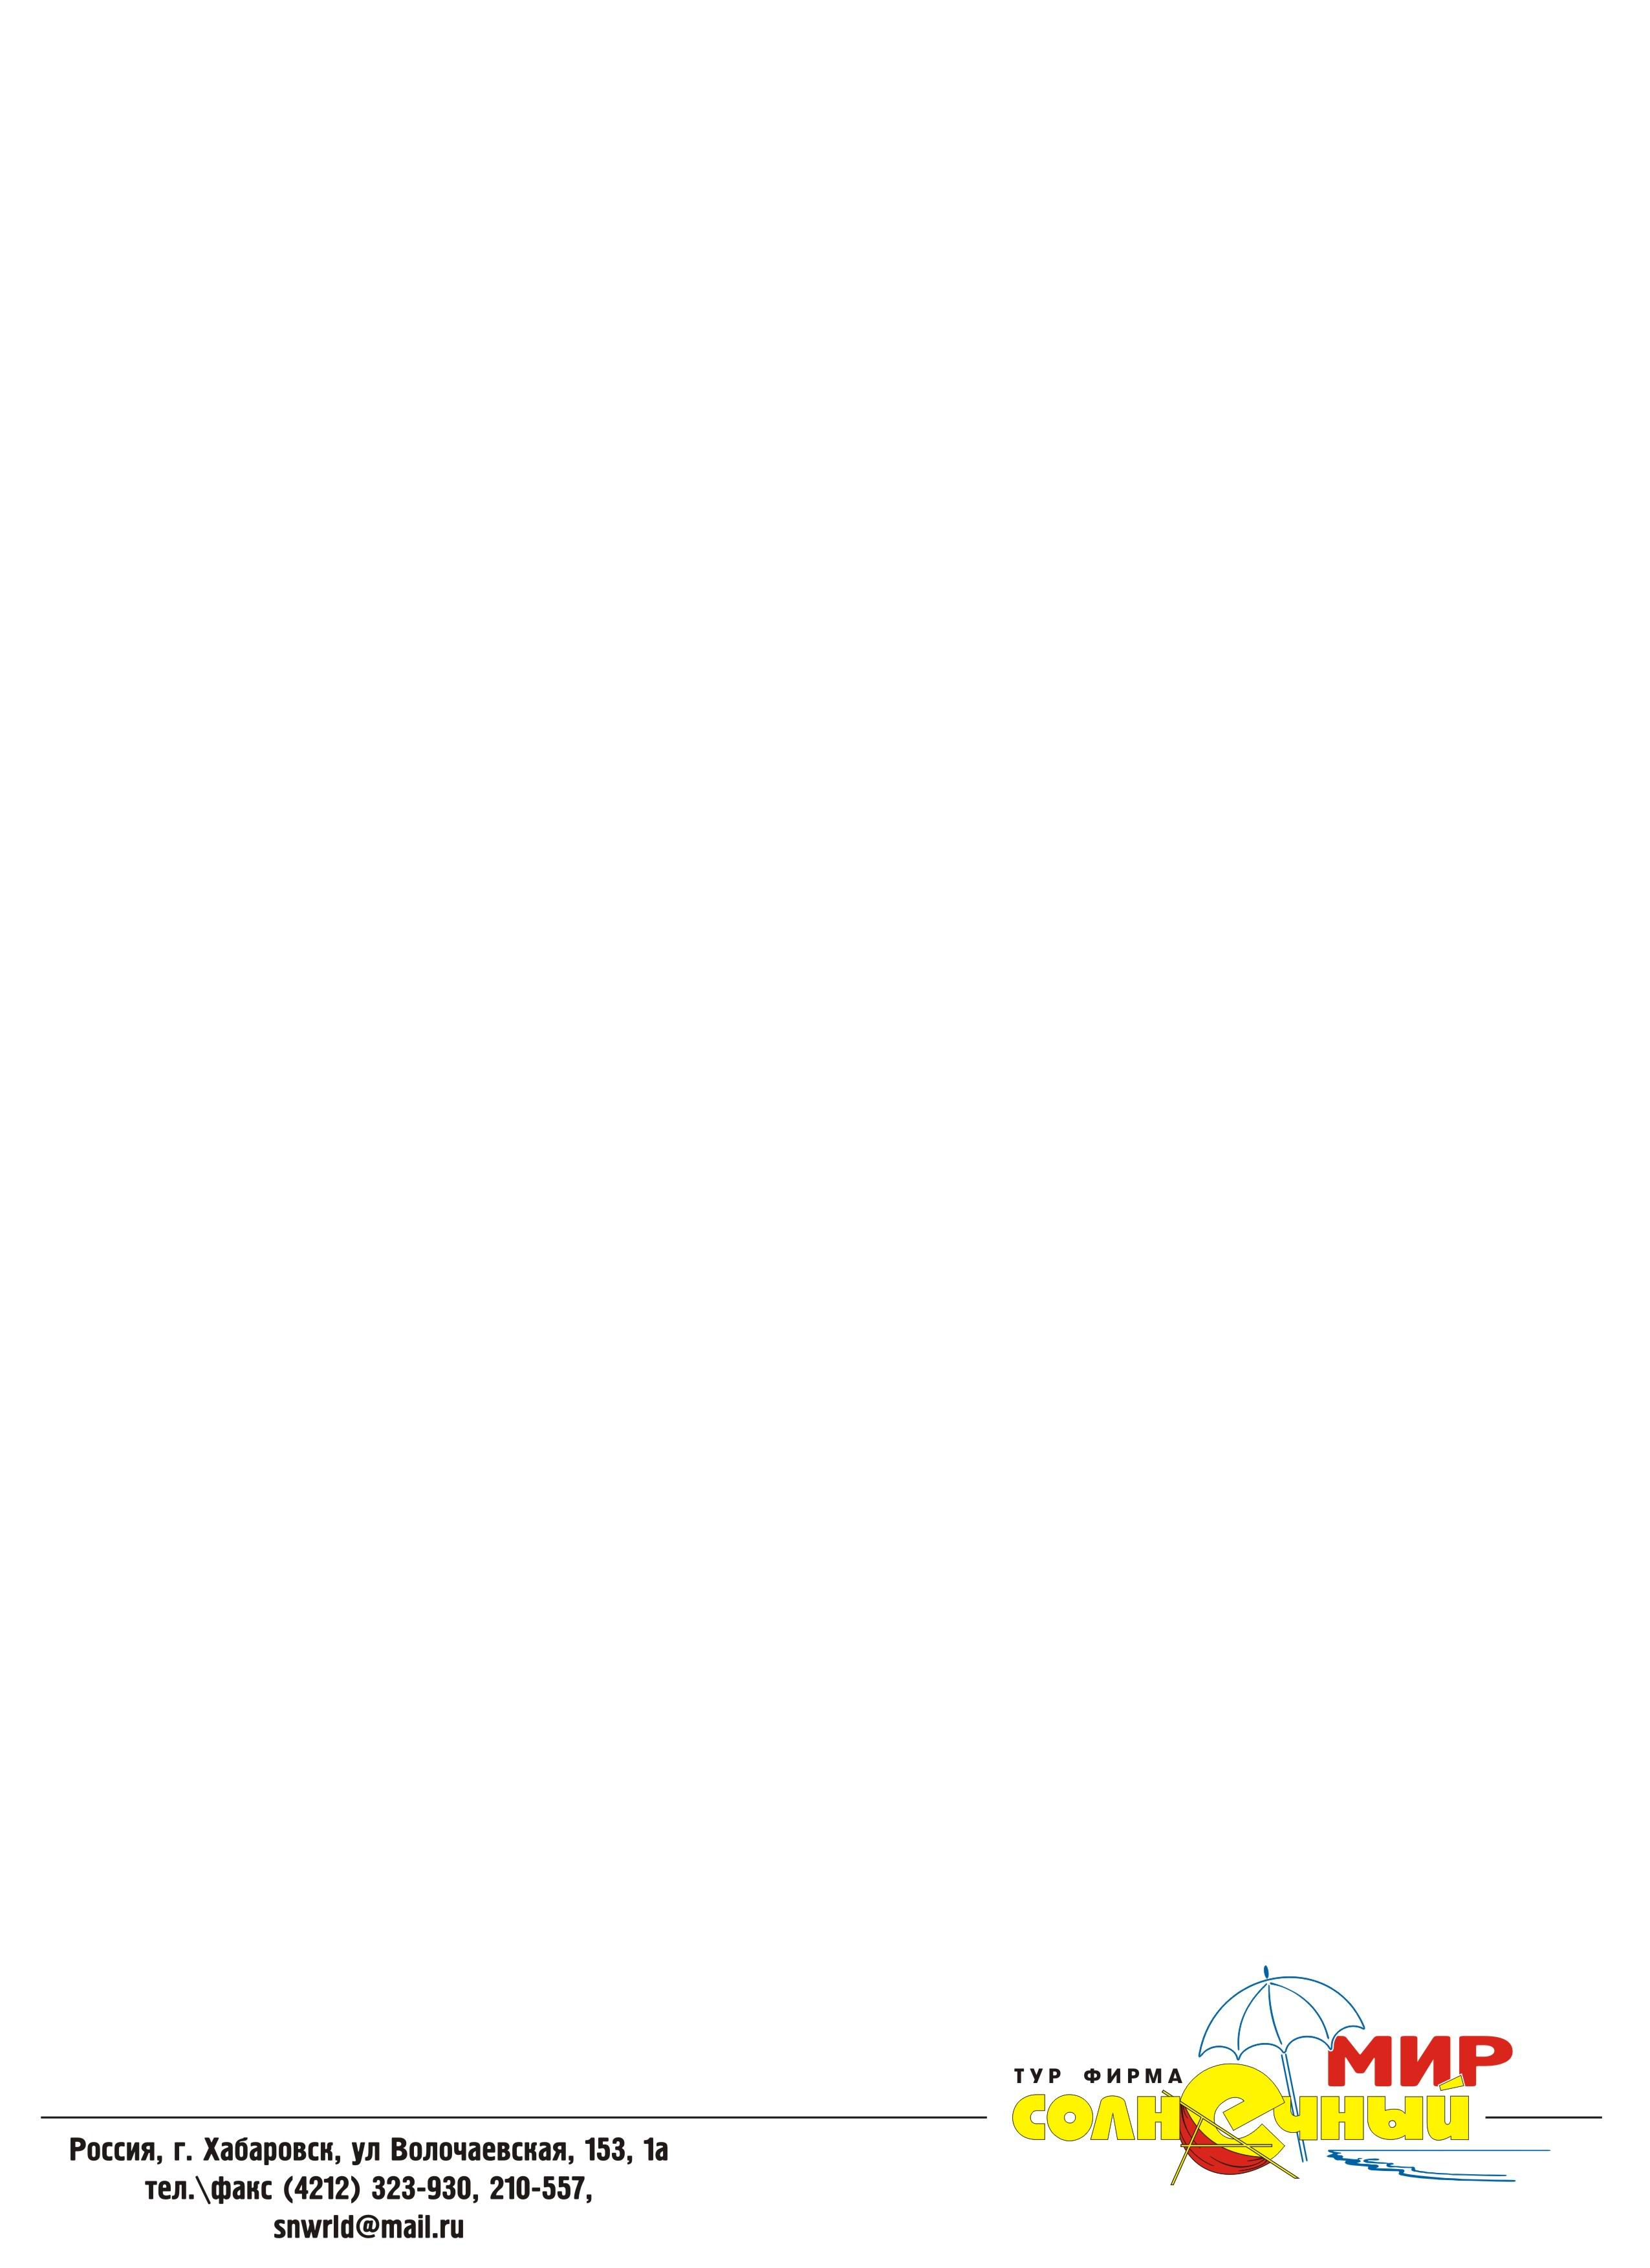 ТУР ФИРМА
солнечный МИР
Россия, г. Хабаровск, ул Волочаевская, 153, 1а
тел.\факс (4212) 323-930, 210-557,
snwrld@mail.ru